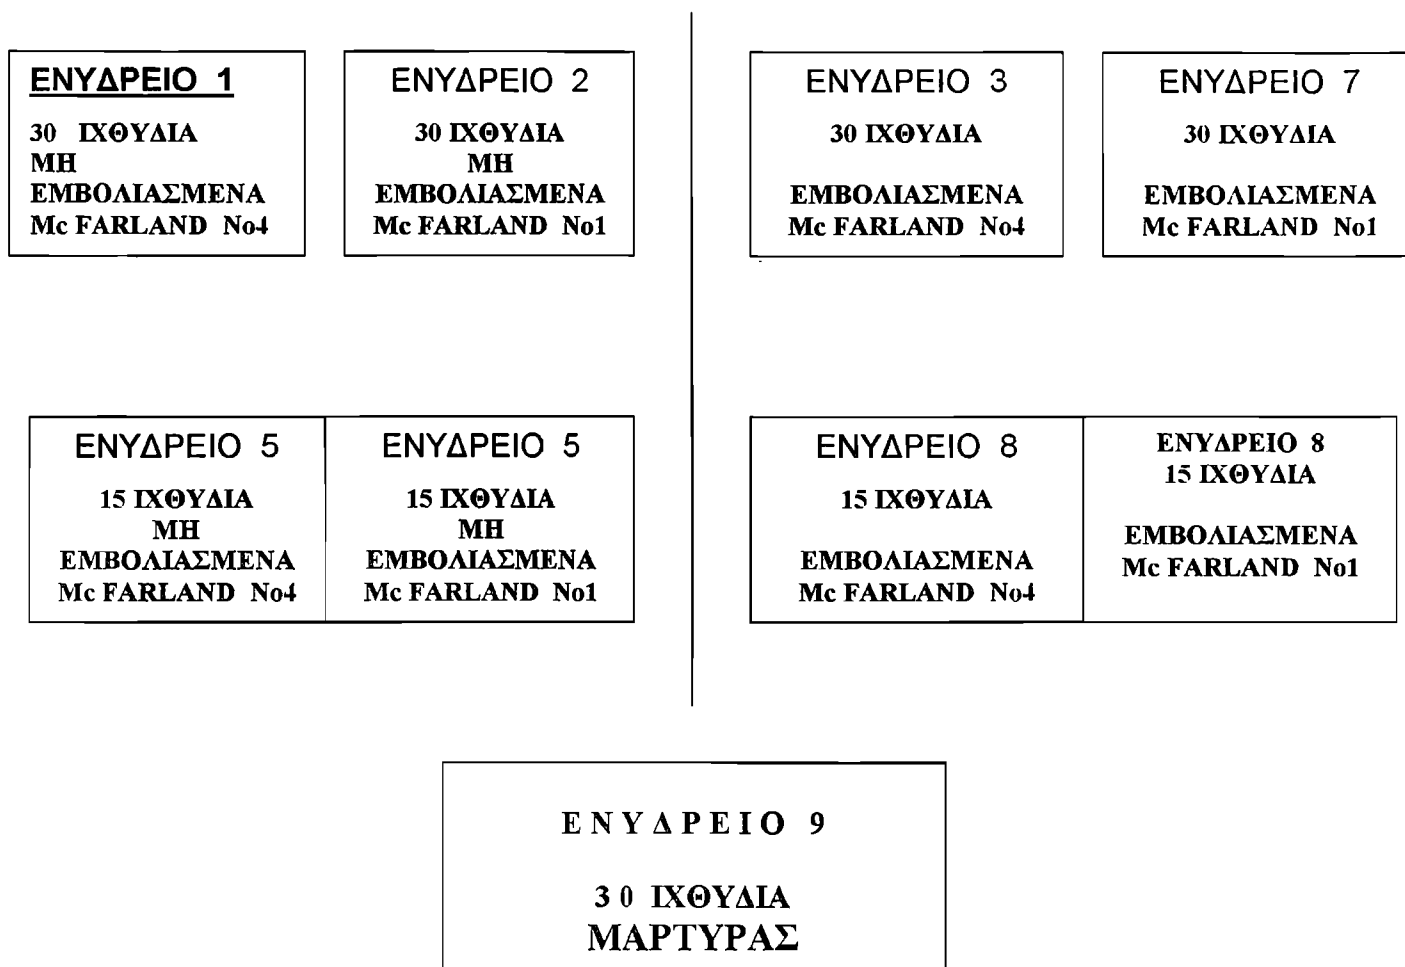 ΕΝΥΔΡΕΙΟ 1
30 ΙΧΘΥΔΙΑ
ΜΗ
ΕΜΒΟΛΙΑΣΜΕΝΑ
Mc FARLAND No4
ΕΝΥΔΡΕΙΟ 2
30 ΙΧΘΥΔΙΑ
ΜΗ
ΕΜΒΟΛΙΑΣΜΕΝΑ
Mc FARLAND No1
ΕΝΥΔΡΕΙΟ 3
30 ΙΧΘΥΔΙΑ
ΕΜΒΟΛΙΑΣΜΕΝΑ
Mc FARLAND No4
ΕΝΥΔΡΕΙΟ 7
30 ΙΧΘΥΔΙΑ
ΕΜΒΟΛΙΑΣΜΕΝΑ
Mc FARLAND No1
ΕΝΥΔΡΕΙΟ 5
15 ΙΧΘΥΔΙΑ
ΜΗ
ΕΜΒΟΛΙΑΣΜΕΝΑ
Mc FARLAND No4
ΕΝΥΔΡΕΙΟ 5
15 ΙΧΘΥΔΙΑ
ΜΗ
ΕΜΒΟΛΙΑΣΜΕΝΑ
Mc FARLAND No1
ΕΝΥΔΡΕΙΟ 8
15 ΙΧΘΥΔΙΑ
ΕΜΒΟΛΙΑΣΜΕΝΑ
Mc FARLAND No4
ΕΝΥΔΡΕΙΟ 8
15 ΙΧΘΥΔΙΑ
ΕΜΒΟΛΙΑΣΜΕΝΑ
Mc FARLAND No1
ΕΝΥΔΡΕΙΟ 9
30 ΙΧΘΥΔΙΑ
ΜΑΡΤΥΡΑΣ